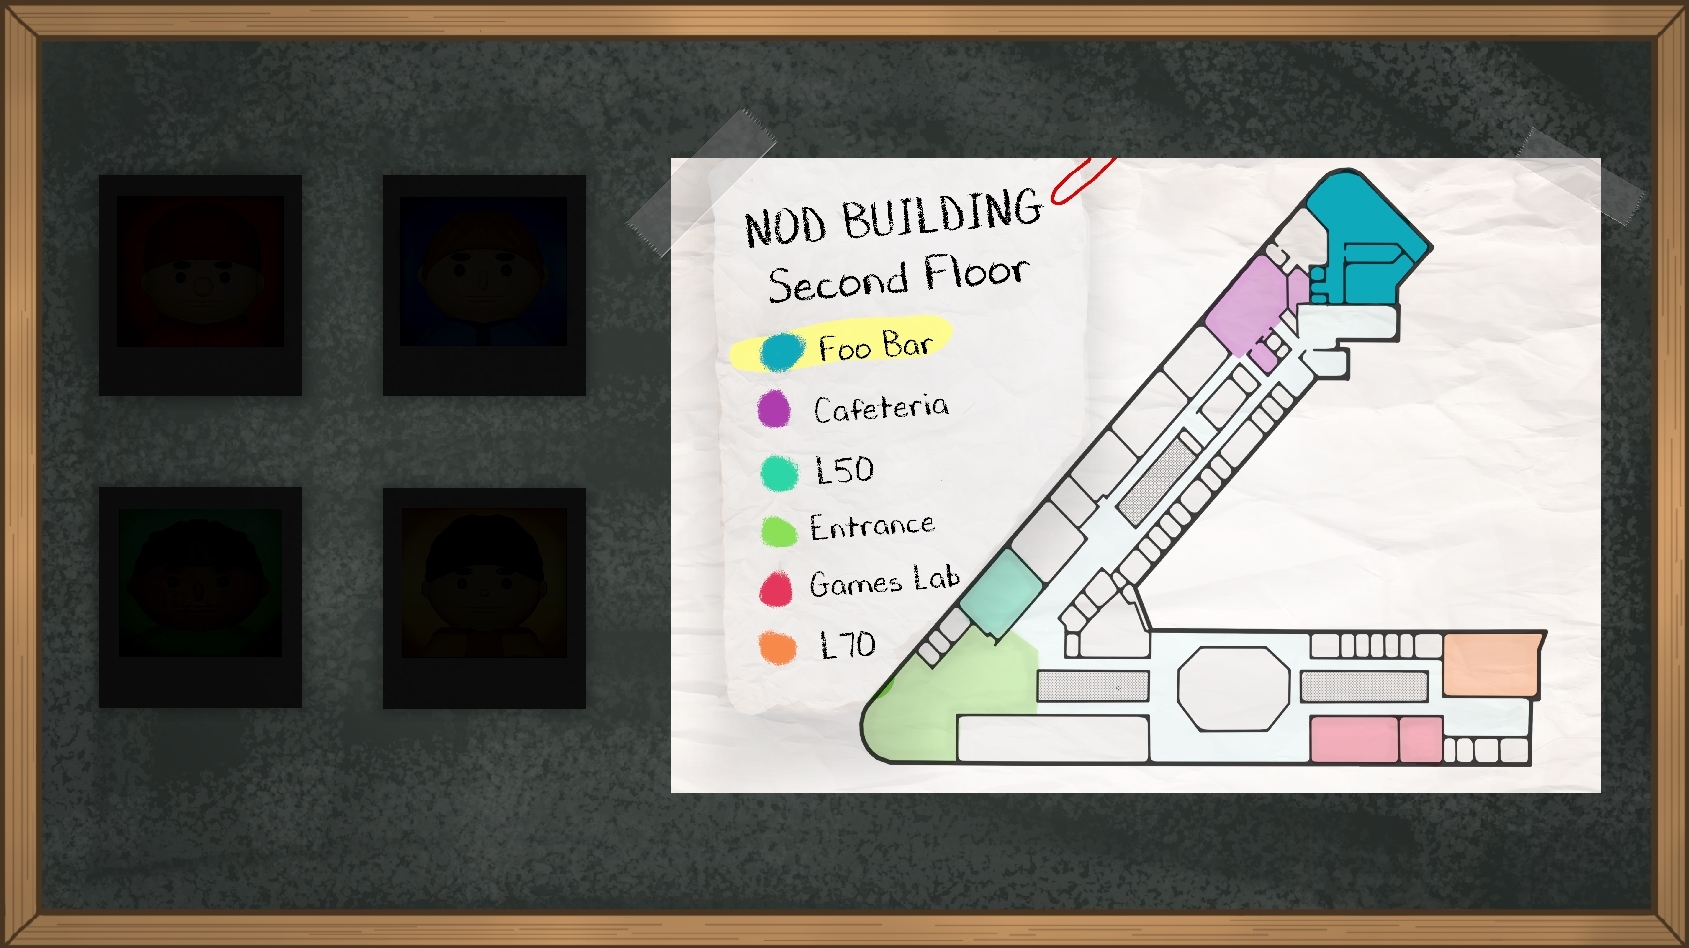 NOD BUILDING
Second Floor
Foo Bar
Cafeteria
L50
Entrance
Games Lab
L70